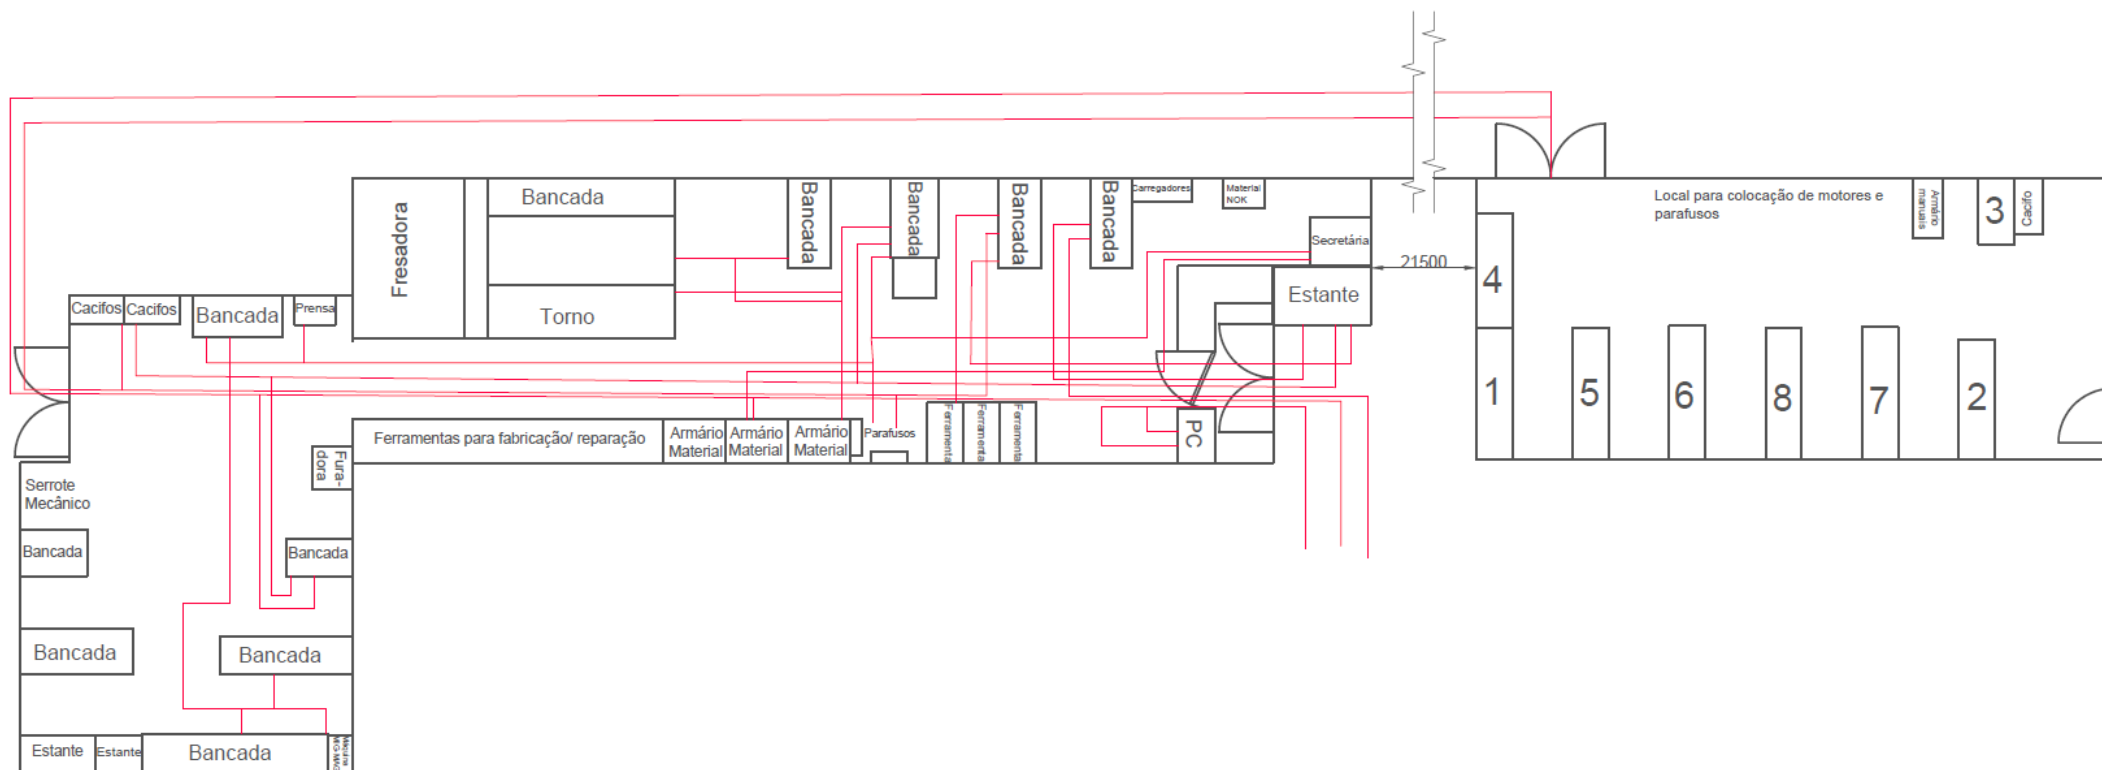 Bancada
Fresadora
Torno
Bancada
Bancada
Bancada
Bancada
Carregadores
Material
NOK
Secretária
Estante
21500
Local para colocação de motores e
parafusos
Armário
manuais
3
Cacifo
4
1
5
6
8
7
2
Cacifos
Cacifos
Bancada
Prensa
Ferramentas para fabricação/ reparação
Armário
Material
Armário
Material
Armário
Material
Parafusos
Ferramenta
Ferramenta
Ferramenta
PC
Fura-
dora
Serrote
Mecânico
Bancada
Bancada
Bancada
Bancada
Estante
Estante
Bancada
Máquina
MIG-MAG